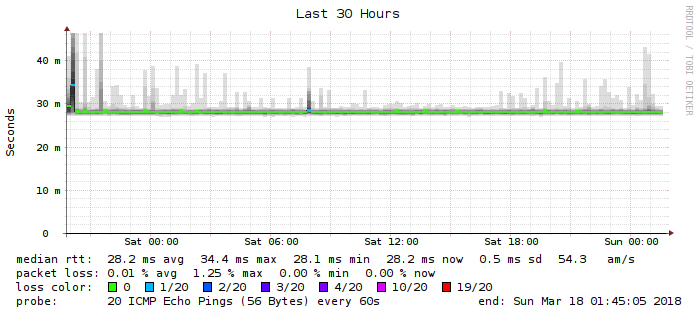 Last 30 Hours
RRDTOOL / TOBI OETIKER
Seconds
40 m
30 m
20 m
10 m
0
Sat 00:00 Sat 06:00 Sat 12:00 Sat 18:00 Sun 00:00
median rtt: 28.2 ms avg 34.4 ms max 28.1 ms min 28.2 ms now 0.5 ms sd 54.3 am/s
packet loss: 0.01 % avg 1.25 % max 0.00 % min 0.00 % now
loss color: 0 1/20 2/20 3/20 4/20 10/20 19/20
probe: 20 ICMP Echo Pings (56 Bytes) every 60s end: Sun Mar 18 01:45:05 2018